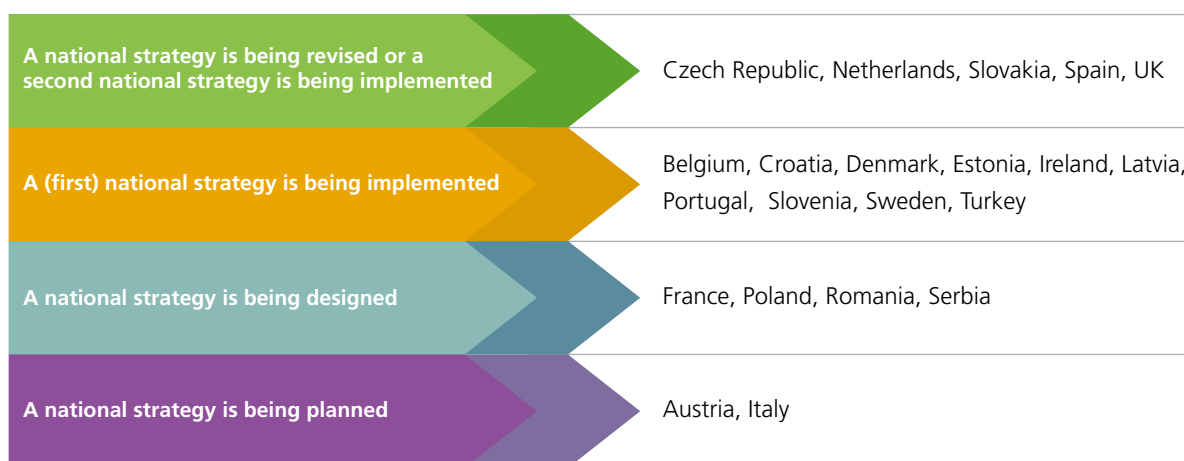 A national strategy is being revised or a
second national strategy is being implemented
Czech Republic, Netherlands, Slovakia, Spain, UK
A (first) national strategy is being implemented
Belgium, Croatia, Denmark, Estonia, Ireland, Latvia,
Portugal, Slovenia, Sweden, Turkey
A national strategy is being designed
France, Poland, Romania, Serbia
A national strategy is being planned
Austria, Italy